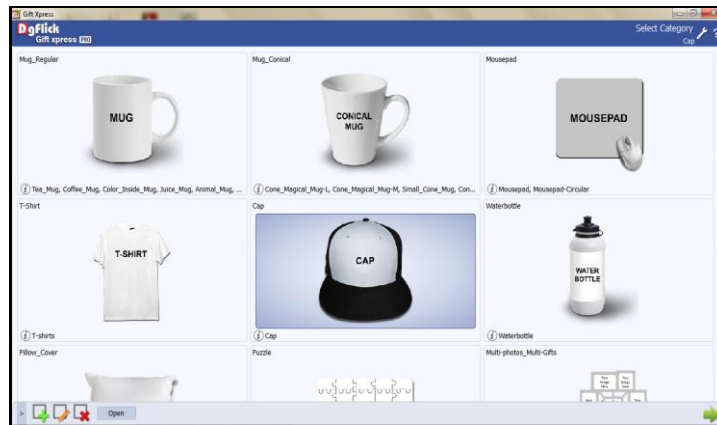 Gift Xpress
DgFlick
Gift xpress PRO
Select Category
Cap
?
Mug_Regular
MUG
Tea_Mug, Coffee_Mug, Color_Inside_Mug, Juice_Mug, Animal_Mug, ...
Mug_Conical
CONICAL
MUG
Cone_Magical_Mug-L, Cone_Magical_Mug-M, Small_Cone_Mug, Con...
Mousepad
MOUSEPAD
Mousepad, Mousepad-Circular
T-Shirt
T-SHIRT
T-shirts
Cap
CAP
Cap
Waterbottle
WATER
BOTTLE
Waterbottle
Pillow_Cover
Puzzle
Multi-photos_Multi-Gifts
Open